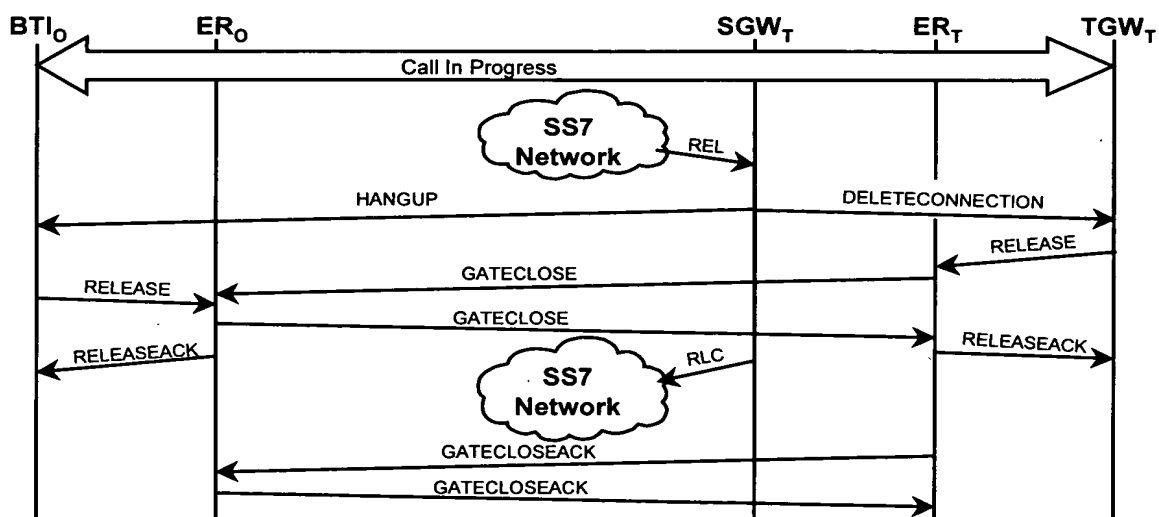 BTIO ERO SGWT ERT TGWT
Call In Progress
SS7
Network
REL
HANGUP
DELETECONNECTION
RELEASE
GATECLOSE
RELEASE
GATECLOSE
RELEASEACK
RELEASEACK
RLC
SS7
Network
GATECLOSEACK
GATECLOSEACK